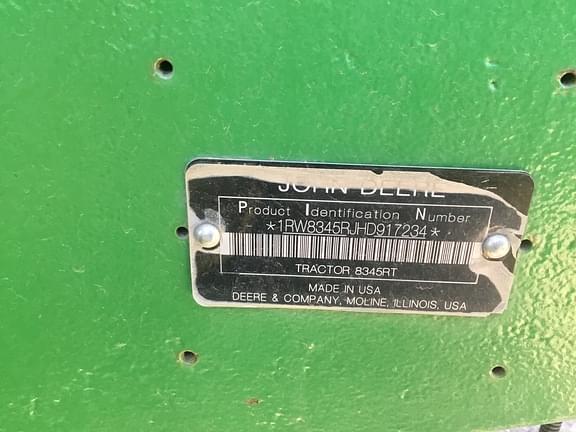 JOHN DEERE
Product Identification Number
*1RW8345RJHD917234*
TRACTOR 8345RT
MADE IN USA
DEERE & COMPANY, MOLINE, ILLINOIS, USA